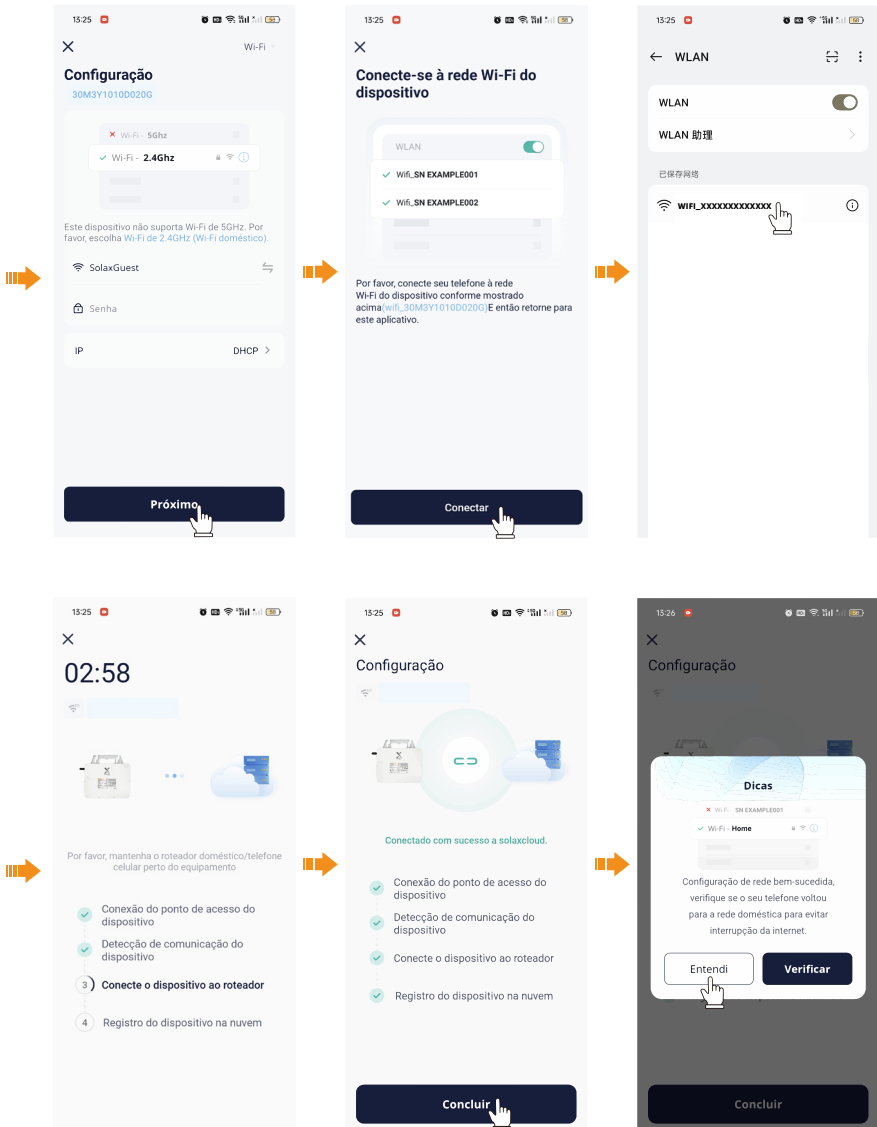 13:25
Wi-Fi
Configuração
30M3Y1010D020G
Wi-Fi - 5Ghz
Wi-Fi - 2.4Ghz
Este dispositivo não suporta Wi-Fi de 5GHz. Por
favor, escolha Wi-Fi de 2.4GHz (Wi-Fi doméstico).
SolaxGuest
Senha
IP DHCP
Próximo
13:25
Conecte-se à rede Wi-Fi do
dispositivo
WLAN
Wifi_SN EXAMPLE001
Wifi_SN EXAMPLE002
Por favor, conecte seu telefone à rede
Wi-Fi do dispositivo conforme mostrado
acima(wifi_30M3Y1010D020G)E então retorne para
este aplicativo.
Conectar
13:25
WLAN
WLAN
WLAN 助理
已保存网络
WIFI_XXXXXXXXXXXXX
13:25
02:58
Por favor, mantenha o roteador doméstico/telefone
celular perto do equipamento
Conexão do ponto de acesso do
dispositivo
Detecção de comunicação do
dispositivo
3 Conecte o dispositivo ao roteador
4 Registro do dispositivo na nuvem
13:25
Configuração
Conectado com sucesso a solaxcioud.
Conexão do ponto de acesso do
dispositivo
Detecção de comunicação do
dispositivo
Conecte o dispositivo ao roteador
Registro do dispositivo na nuvem
Concluir
13:26
Configuração
Dicas
Wi-Fi - SN EXAMPLE001
Wi-Fi - Home
Configuração de rede bem-sucedida,
verifique se o seu telefone voltou
para a rede doméstica para evitar
interrupção da internet.
Entendi
Verificar
Concluir